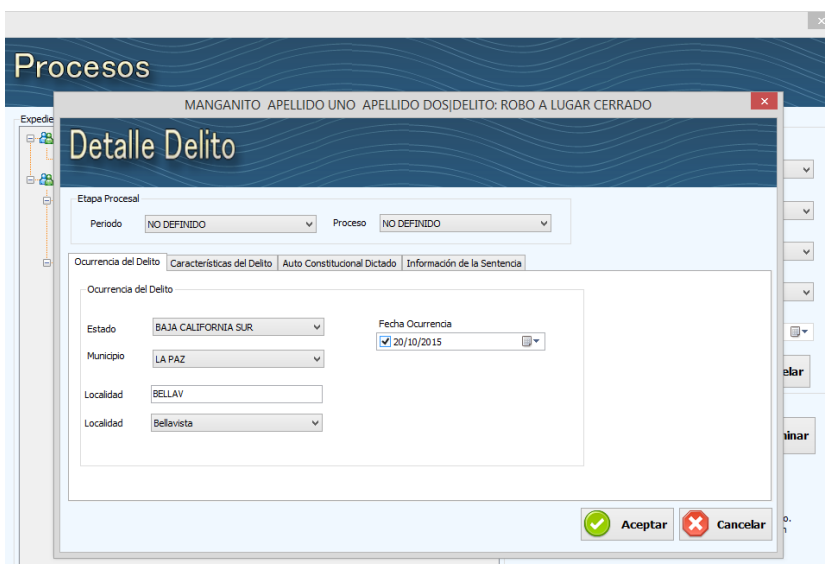 Procesos
Expedie
MANGANITO APELLIDO UNO APELLIDO DOS|DELITO: ROBO A LUGAR CERRADO
Detalle Delito
Etapa Procesal
Periodo NO DEFINIDO Proceso NO DEFINIDO
Ocurrencia del Delito Características del Delito Auto Constitucional Dictado Información de la Sentencia
Ocurrencia del Delito
Estado BAJA CALIFORNIA SUR
Fecha Ocurrencia
20/10/2015
Municipio LA PAZ
Localidad BELLAV
Localidad Bellavista
Aceptar Cancelar
elar
inar
o.